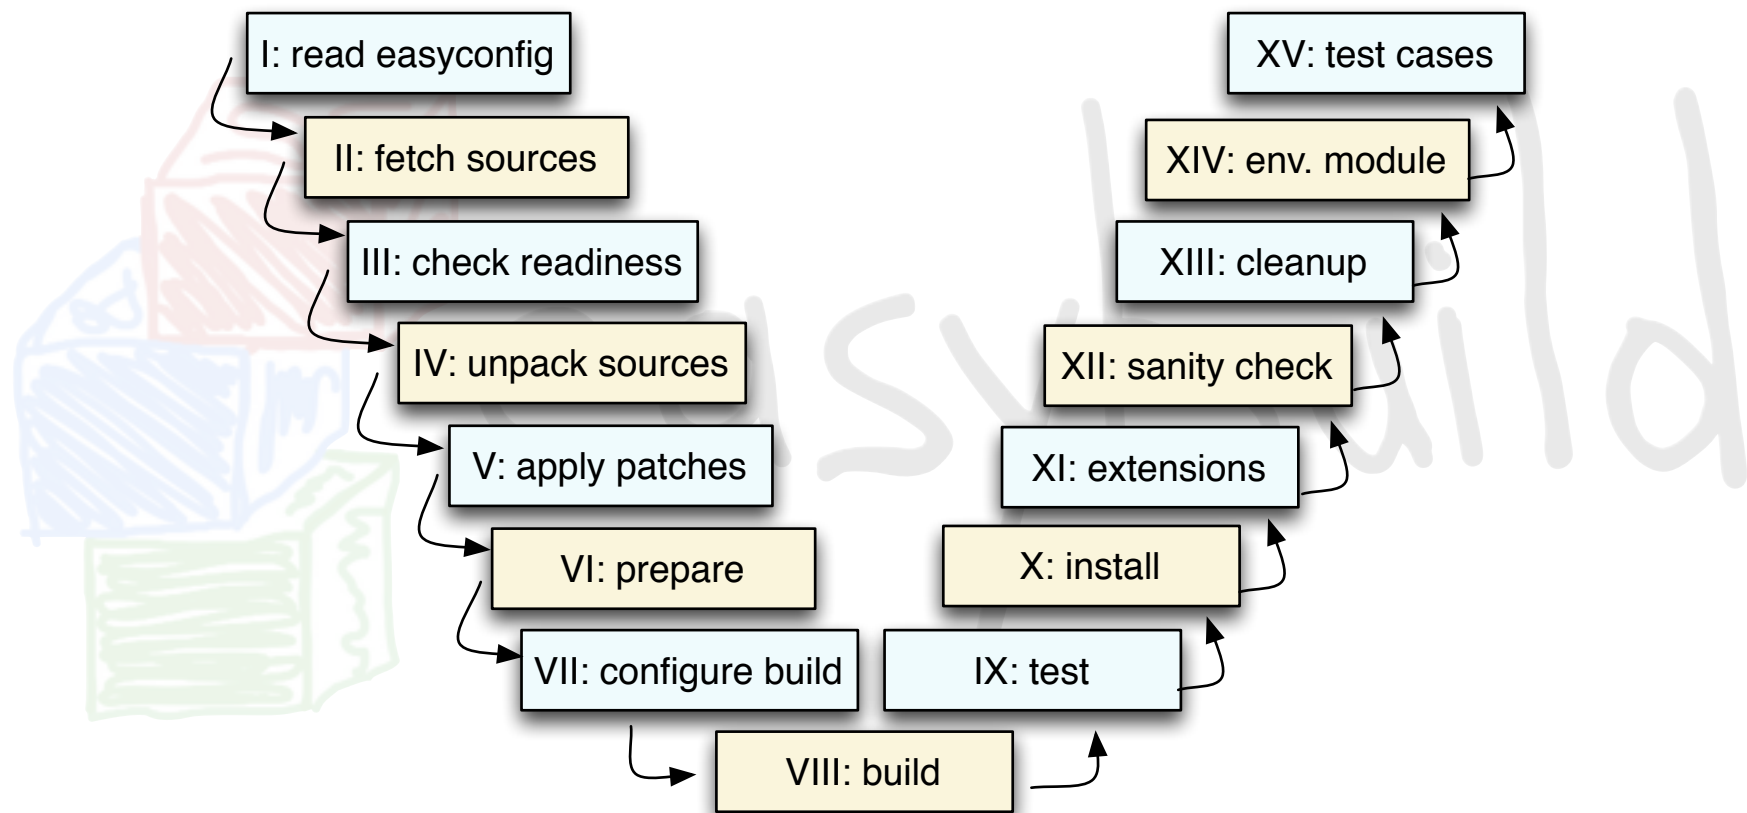 I: read easyconfig
II: fetch sources
III: check readiness
IV: unpack sources
V: apply patches
VI: prepare
VII: configure build
VIII: build
IX: test
X: install
XI: extensions
XII: sanity check
XIII: cleanup
XIV: env. module
XV: test cases
easybuild